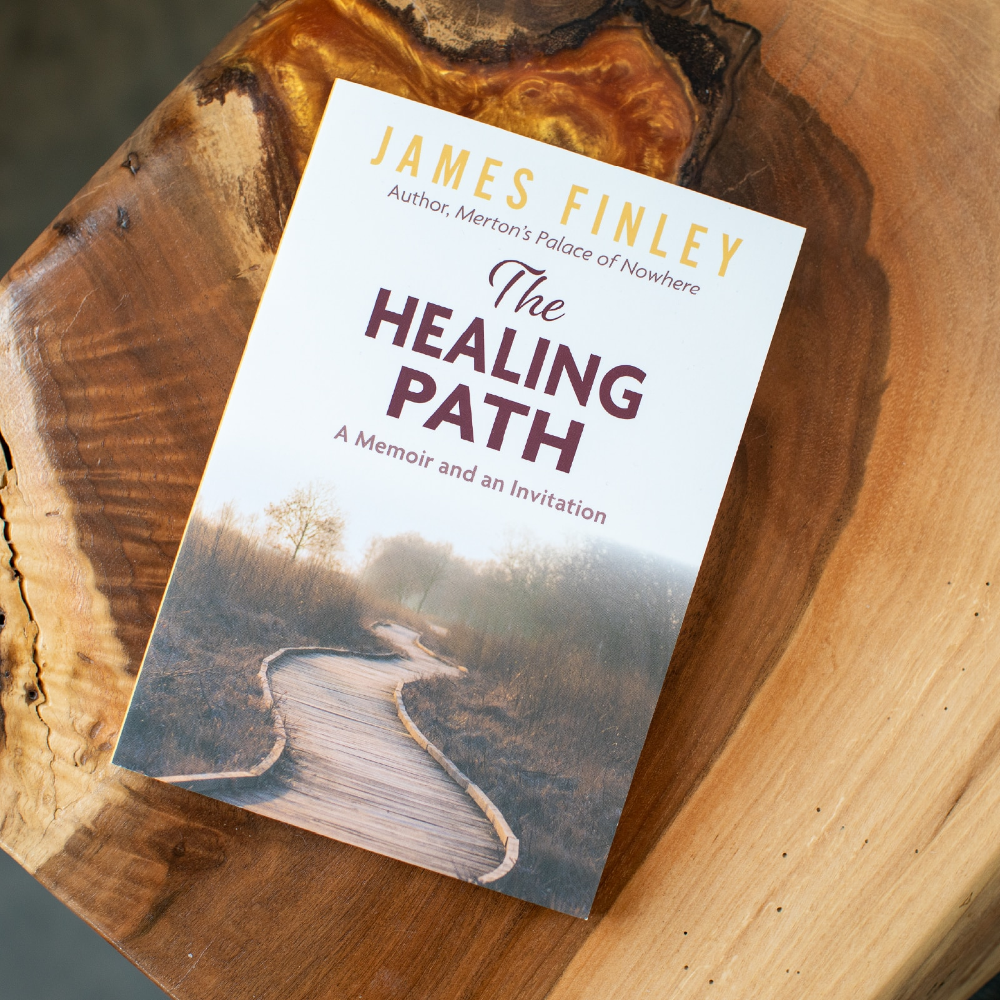 JAMES FINLEY
Author, Merton's Palace of Nowhere
The
HEALING
PATH
A Memoir and an Invitation